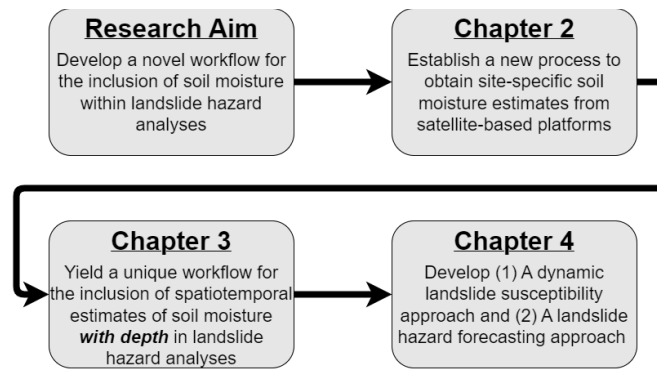 Research Aim
Develop a novel workflow for
the inclusion of soil moisture
within landslide hazard
analyses
Chapter 2
Establish a new process to
obtain site-specific soil
moisture estimates from
satellite-based platforms
Chapter 3
Yield a unique workflow for
the inclusion of spatiotemporal
estimates of soil moisture
with depth in landslide
hazard analyses
Chapter 4
Develop (1) A dynamic
landslide susceptibility
approach and (2) A landslide
hazard forecasting approach